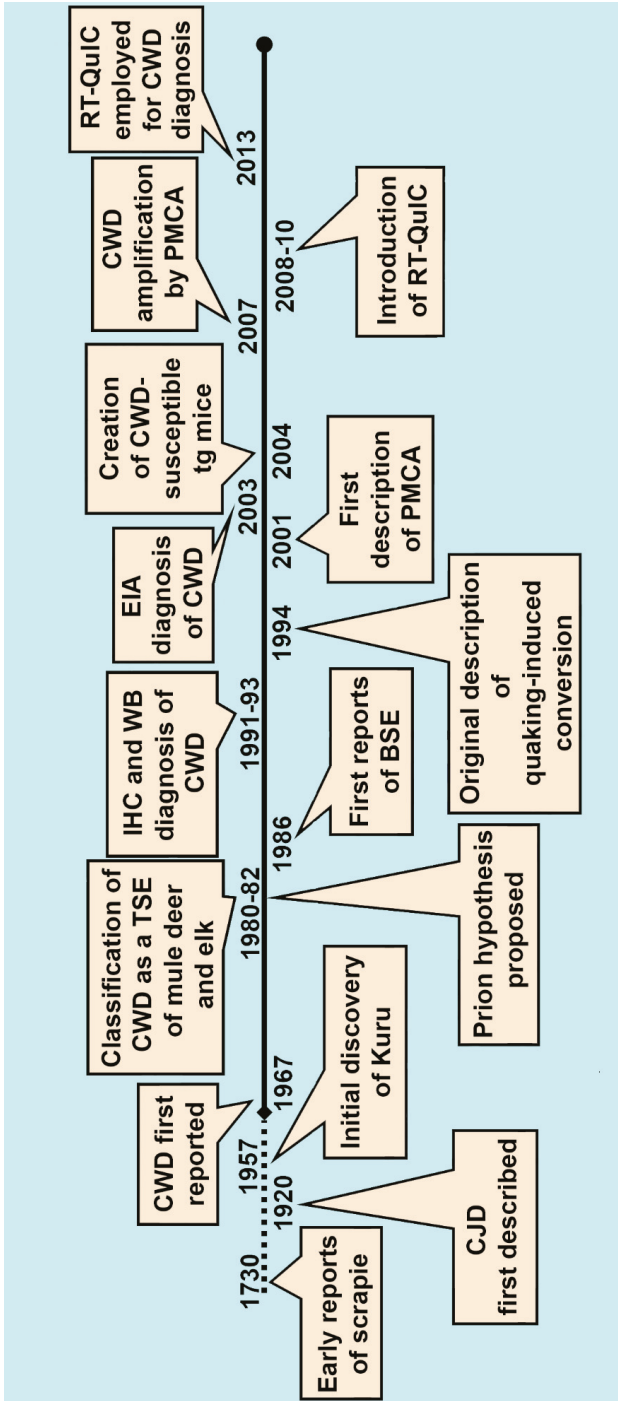 CWD first
reported
Classification of
CWD as a TSE
of mule deer
and elk
IHC and WB
diagnosis of
CWD
EIA
diagnosis
of CWD
Creation
of CWD-
susceptible
tg mice
CWD
amplification
by PMCA
RT-QuIC
employed
for CWD
diagnosis
1730
1957
1980-82
1991-93
2003
2007
2013
1920
1967
1986
1994
2001
2004
2008-10
Early reports
of scrapie
CJD
first described
Initial discovery
of Kuru
Prion hypothesis
proposed
First reports
of BSE
Original description
of
quaking-induced
conversion
First
description
of PMCA
Introduction
of RT-QuIC